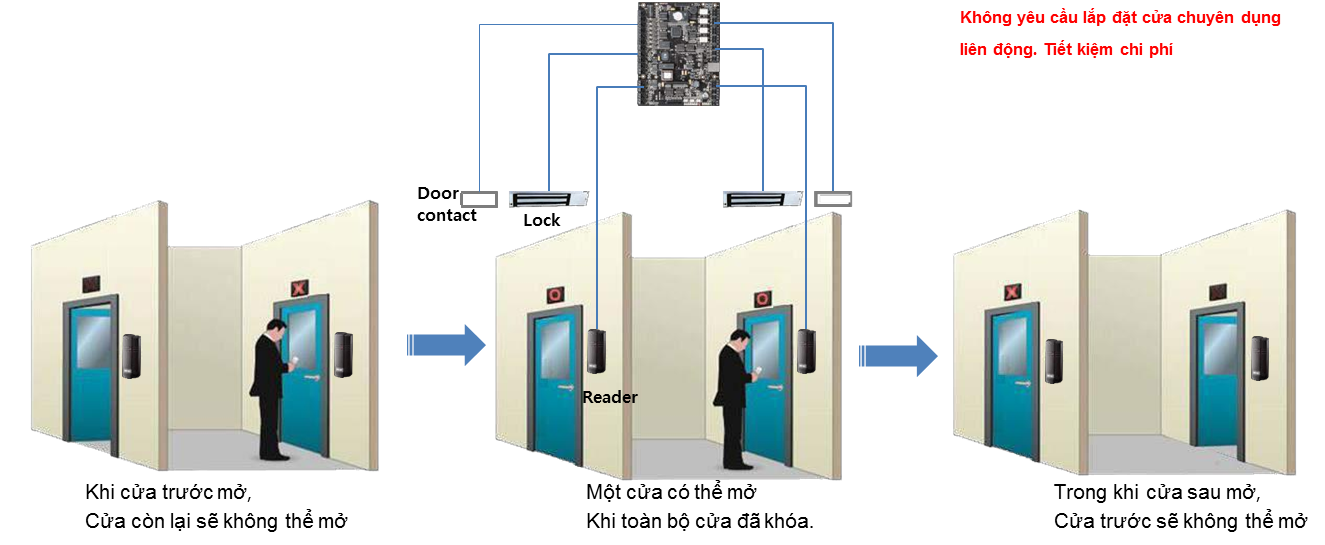 Không yêu cầu lắp đặt cửa chuyên dụng
liên động. Tiết kiệm chi phí
Door
contact
Lock
X
O
O
X
Reader
Khi cửa trước mở,
Cửa còn lại sẽ không thể mở
Một cửa có thể mở
Khi toàn bộ cửa đã khóa.
Trong khi cửa sau mở,
Cửa trước sẽ không thể mở